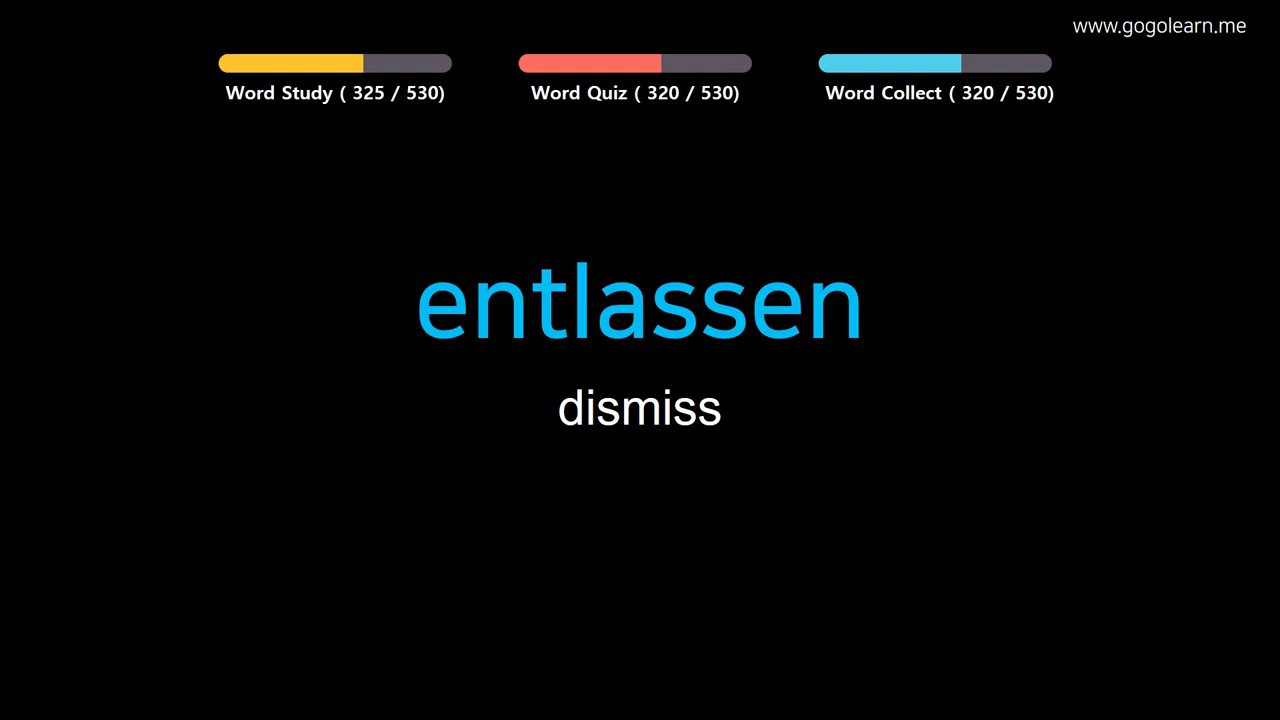 www.gogolearn.me
Word Study ( 325 / 530)
Word Quiz ( 320 / 530)
Word Collect ( 320 / 530)
entlassen
dismiss